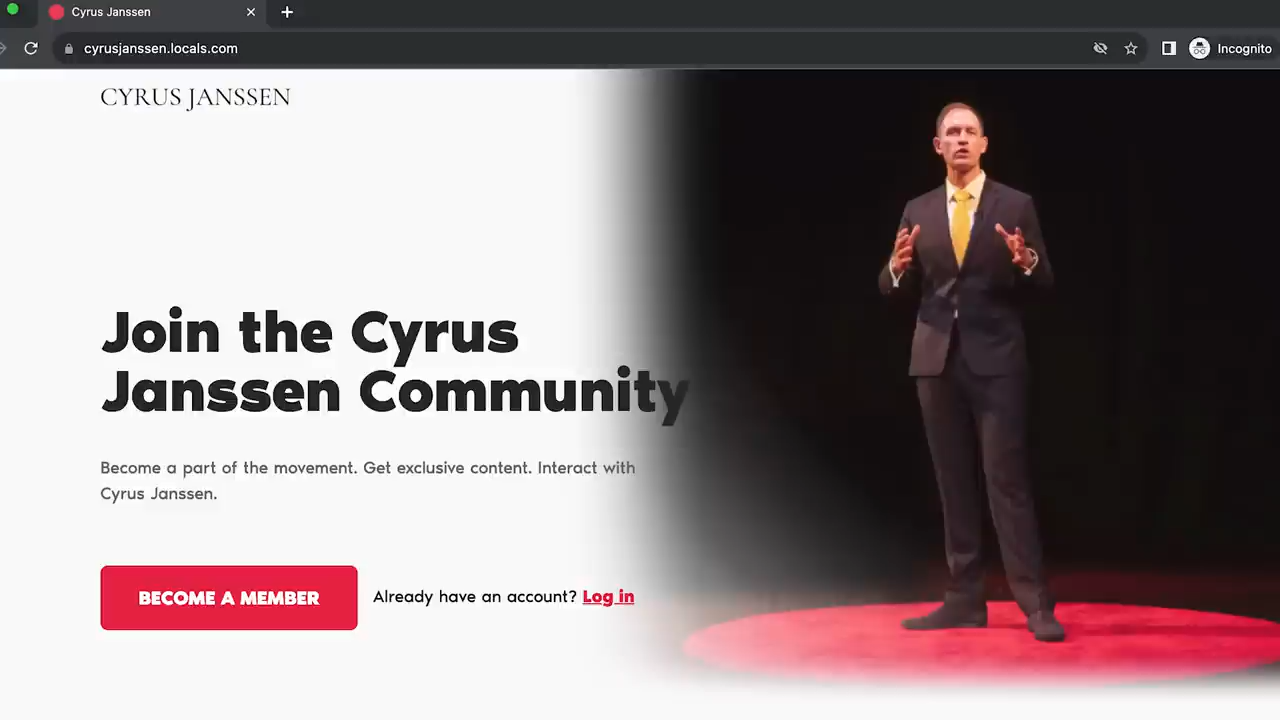 Cyrus Janssen
cyrusjanssen.locals.com
Incognito
CYRUS JANSSEN
Join the Cyrus
Janssen Community
Become a part of the movement. Get exclusive content. Interact with
Cyrus Janssen.
BECOME A MEMBER
Already have an account? Log in